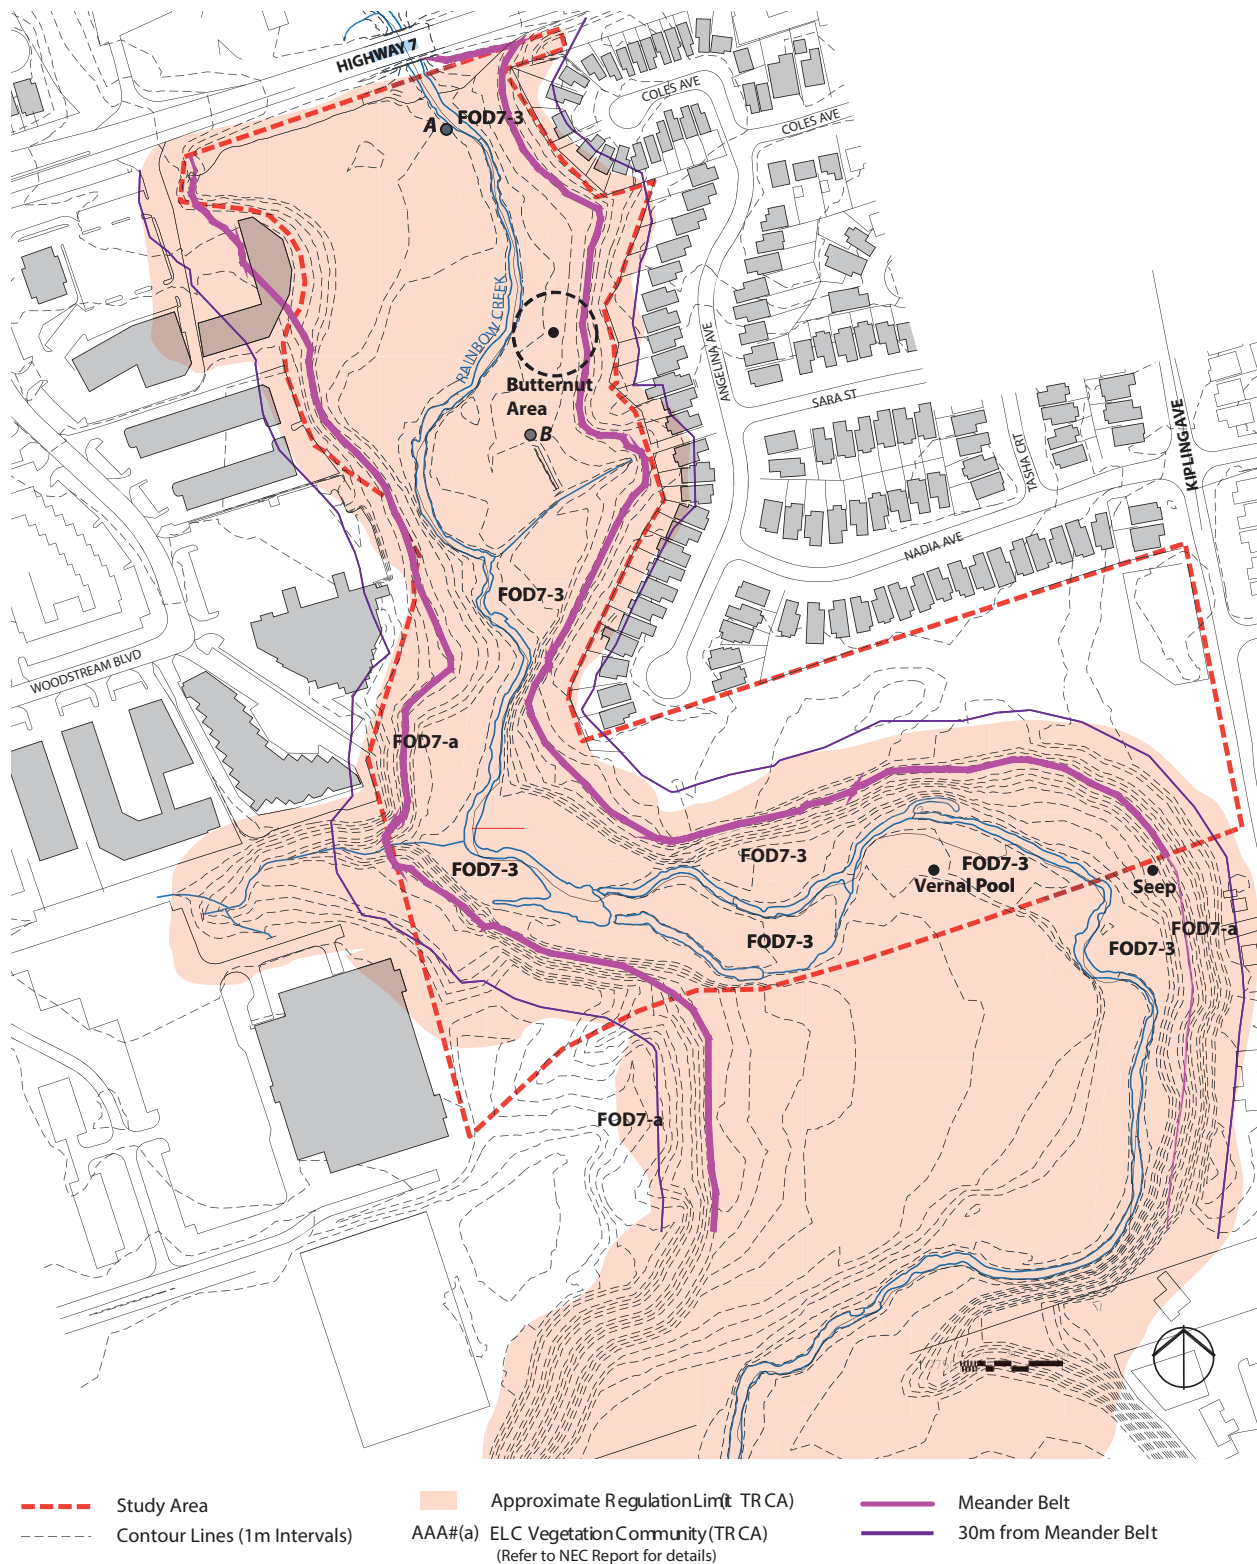 HIGHWAY 7
COLES AVE
COLES AVE
A
FOD7-3
RAINBOW CREEK
ANGELINA AVE
Butternut
Area
B
SARA ST
TASHA CRT
KIPLING AVE
NADIA AVE
FOD7-3
WOODSTREAM BLVD
FOD7-a
FOD7-3
FOD7-3
FOD7-3
Vernal Pool
Seep
FOD7-a
FOD7-3
FOD7-3
FOD7-a
Study Area
Contour Lines (1m Intervals)
Approximate Regulation Limit TRCA)
AAA#(a) ELC Vegetation Community (TRCA)
(Refer to NEC Report for details)
Meander Belt
30m from Meander Belt